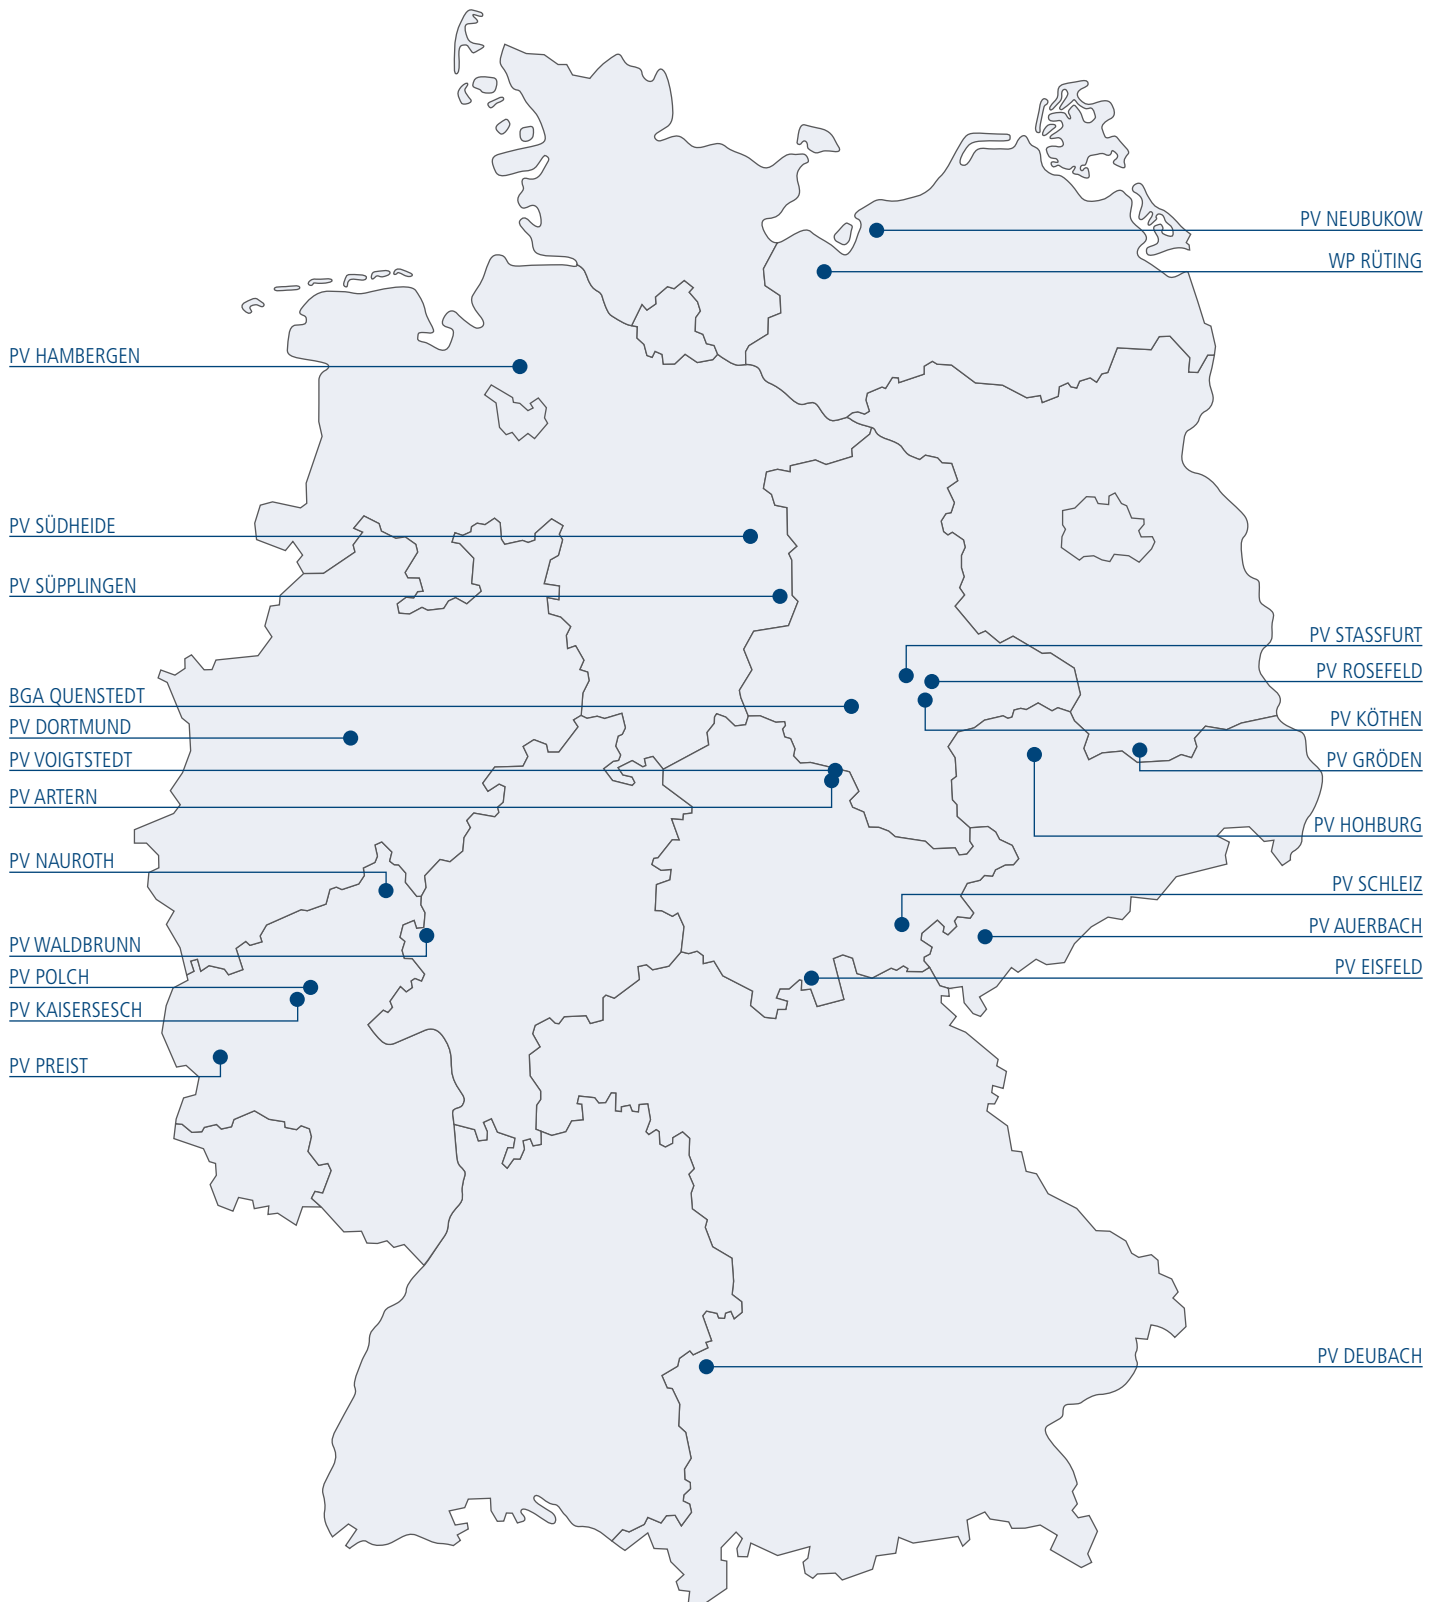 PV NEUBUKOW
WP RÜTING
PV HAMBERGEN
PV SÜDHEIDE
PV SÜPPLINGEN
PV STASSFURT
PV ROSEFELD
BGA QUENSTEDT
PV KÖTHEN
PV DORTMUND
PV VOIGTSTEDT
PV GRÖDEN
PV ARTERN
PV HOHBURG
PV NAUROTH
PV SCHLEIZ
PV AUERBACH
PV WALDBRUNN
PV EISFELD
PV POLCH
PV KAISERSESCH
PV PREIST
PV DEUBACH